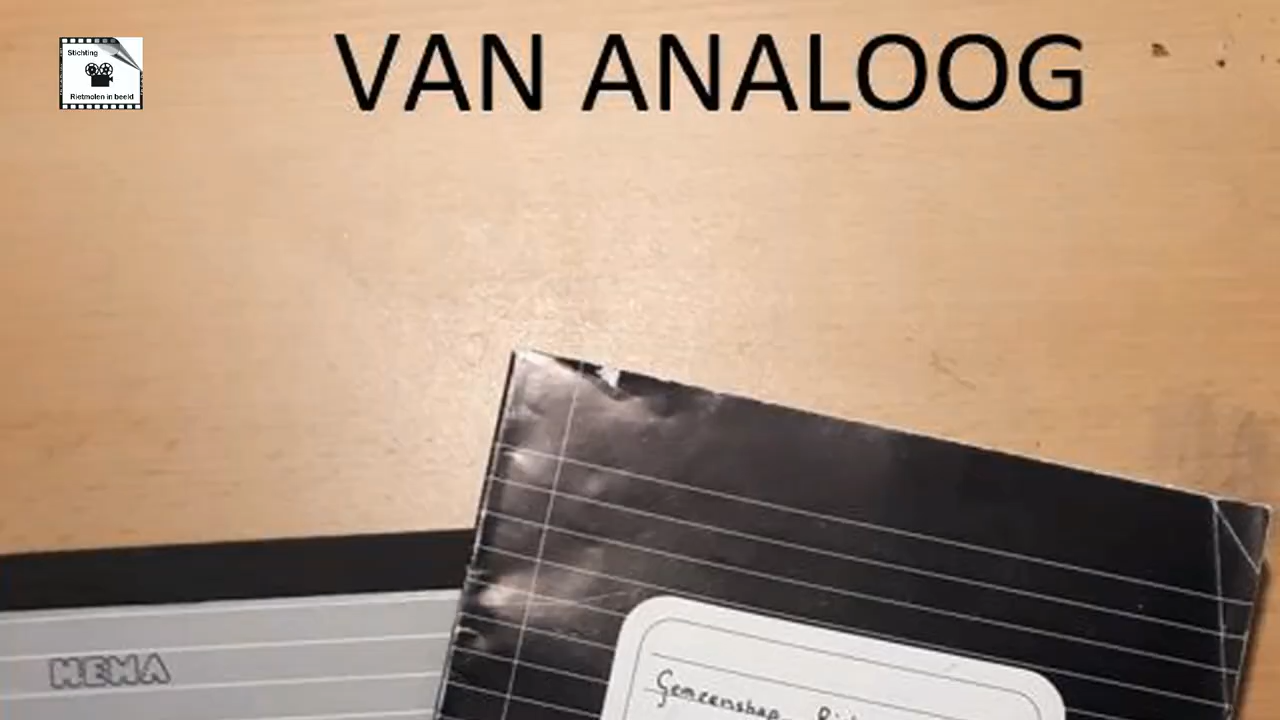 VAN ANALOOG
Stichting
Rietmolen in beeld
HEMA
Gemeenschap